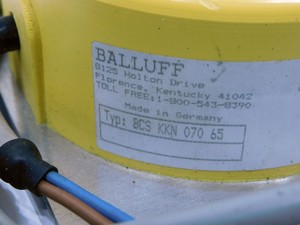 BALLUFF
8125 Holton Drive
Florence, Kentucky 41042
TOLL FREE:1-800-543-8390
Made in Germany
Typ: BCS KKN 070 65